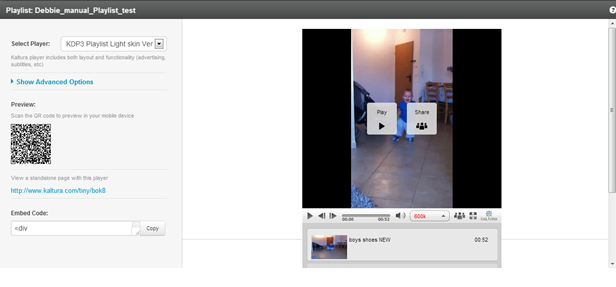 Playlist: Debbie_manual_Playlist_test
Select Player:
KDP3 Playlist Light skin Ver
Kaltura player includes both layout and functionality (advertising,
subtitles, etc)
Show Advanced Options
Preview:
Scan the QR code to preview in your mobile device
View a standalone page with this player
http://www.kaltura.com/tiny/bok8
Embed Code:
<div
Copy
Play
Share
00:00
00:53
600k
KALTURA
boys shoes NEW
00:52